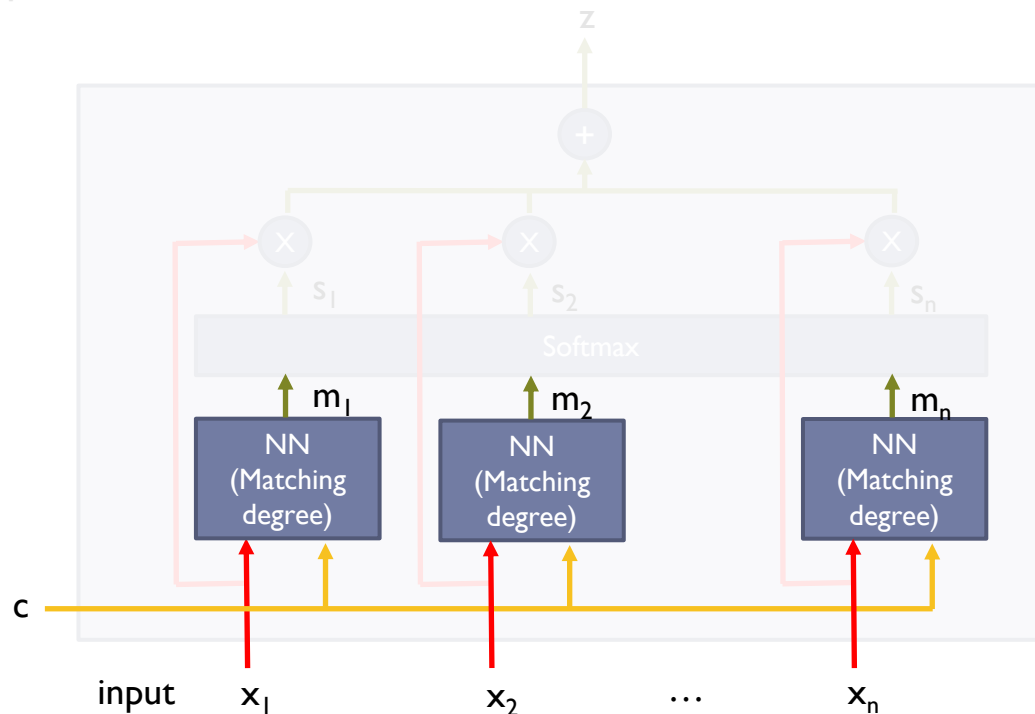 z
+
X X X
s1 s2 sn
Softmax
m1 m2 mn
NN NN NN
(Matching (Matching (Matching
degree) degree) degree)
c
input x1 x2 … xn